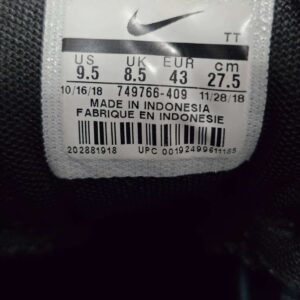 TT
US UK EUR cm
9.5 8.5 43 27.5
10/16/18 749766-409 11/28/18
MADE IN INDONESIA
FABRIQUE EN INDONESIE
202881918 UPC